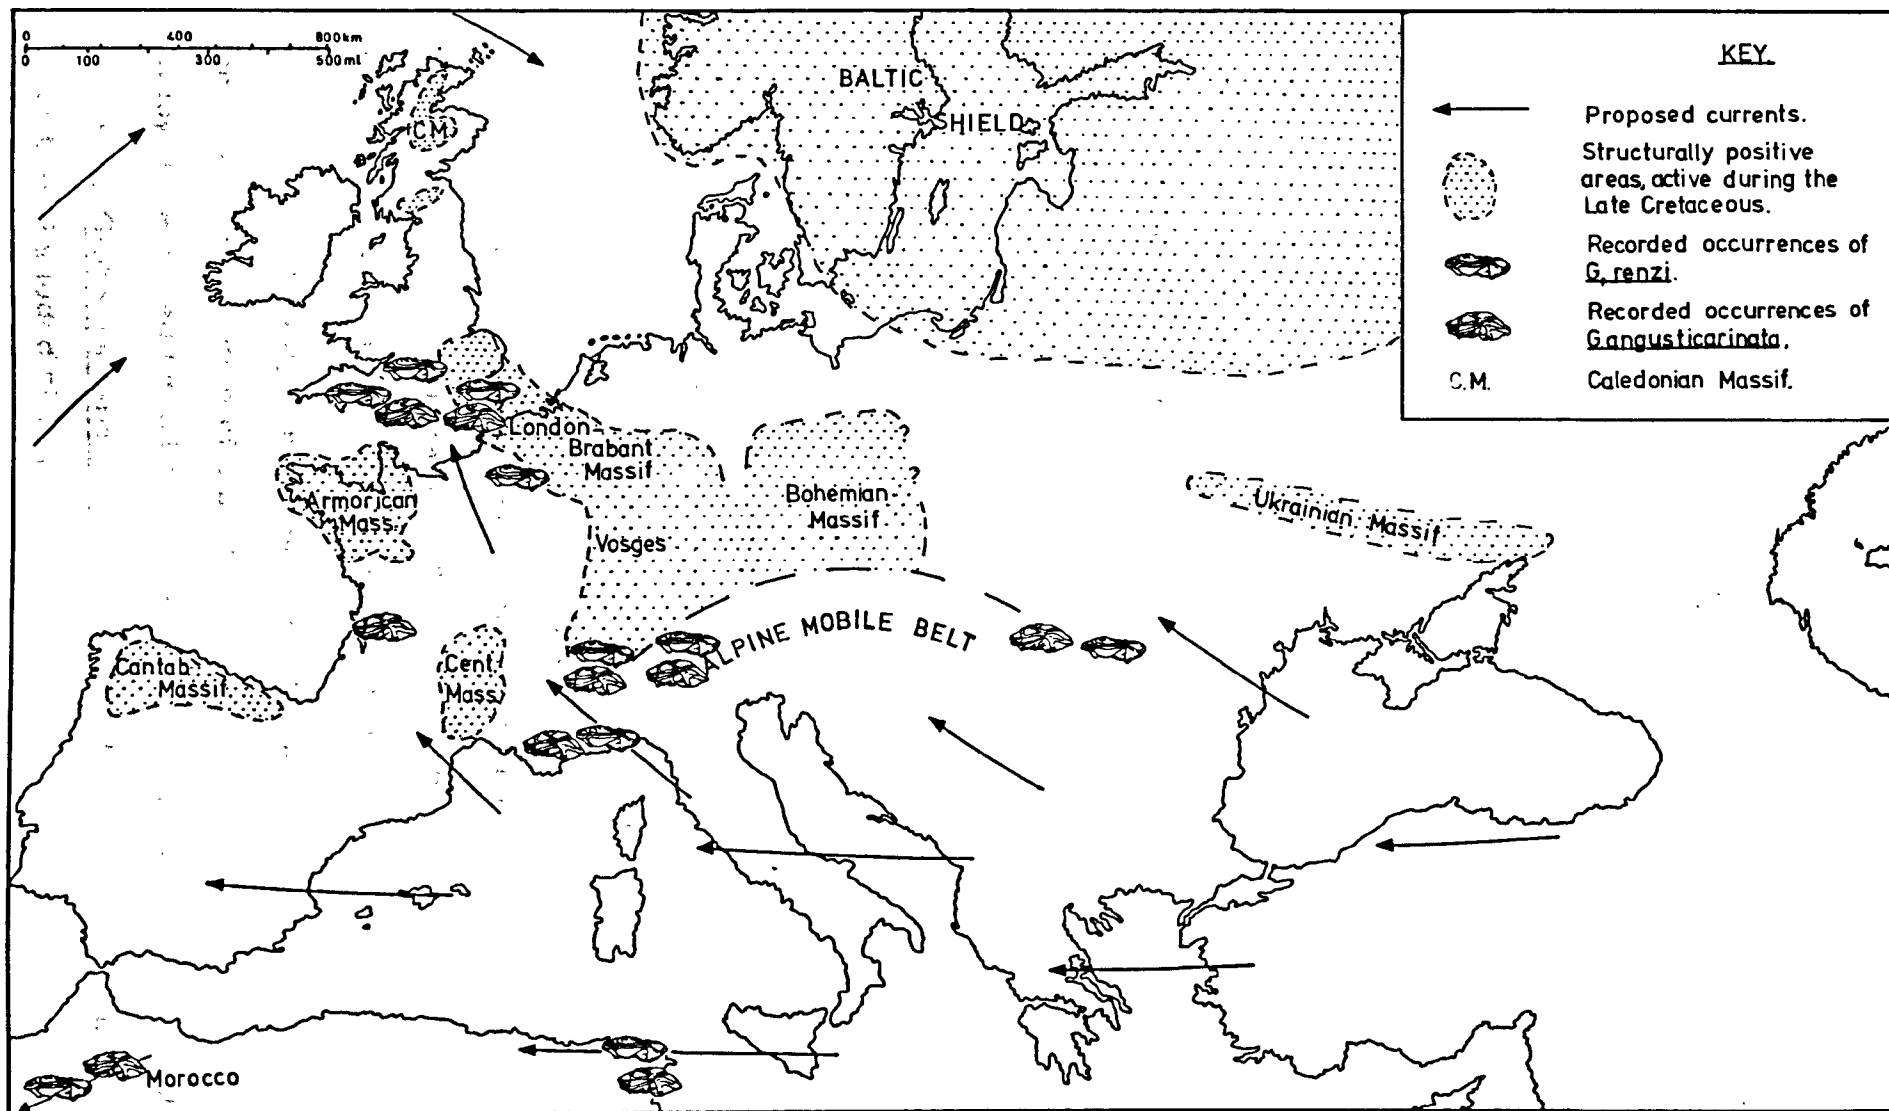 400 800km
0 100 300 500ml
BALTIC
SHIELD
C.M.
KEY.
Proposed currents.
Structurally positive
areas, active during the
Late Cretaceous.
Recorded occurrences of
G. renzi.
Recorded occurrences of
G angusticarinata.
C.M. Caledonian Massif.
London-
Brabant
Massif
Armorican
Mass.
Bohemian
Massif
Vosges
Ukrainian Massif
ALPINE MOBILE BELT
Cantab.
Massif
Cent.
Mass.
Morocco